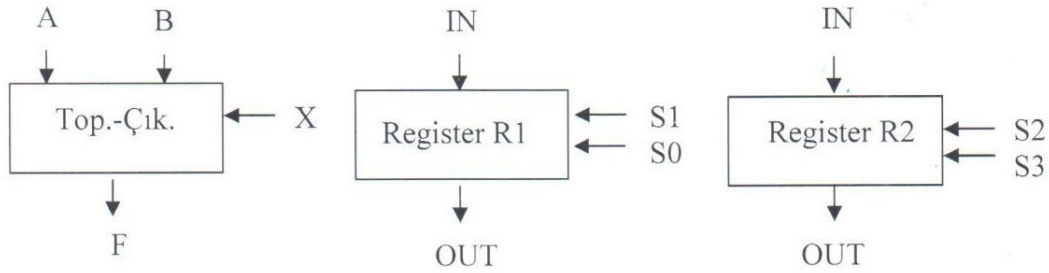 A B
Top.-Çık.
X
F
IN
Register R1
S1
S0
OUT
IN
Register R2
S2
S3
OUT